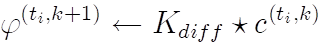 φ^(t_i,k+1) ← K_diff ⋆ c^(t_i,k)